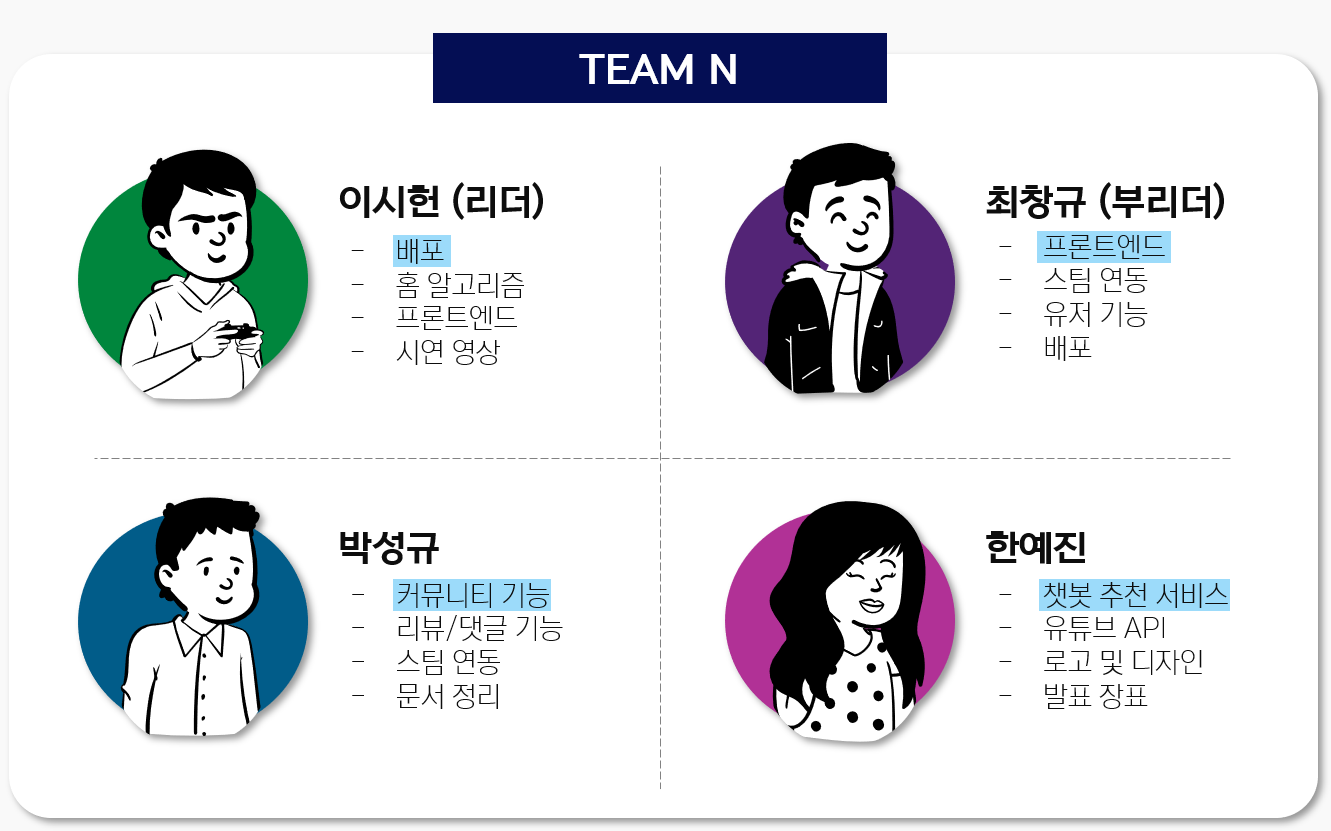 TEAM N
이시헌 (리더)
- 배포
- 홈 알고리즘
- 프론트엔드
- 시연 영상
최창규 (부리더)
- 프론트엔드
- 스팀 연동
- 유저 기능
- 배포
박성규
- 커뮤니티 기능
- 리뷰/댓글 기능
- 스팀 연동
- 문서 정리
한예진
- 챗봇 추천 서비스
- 유튜브 API
- 로고 및 디자인
- 발표 장표